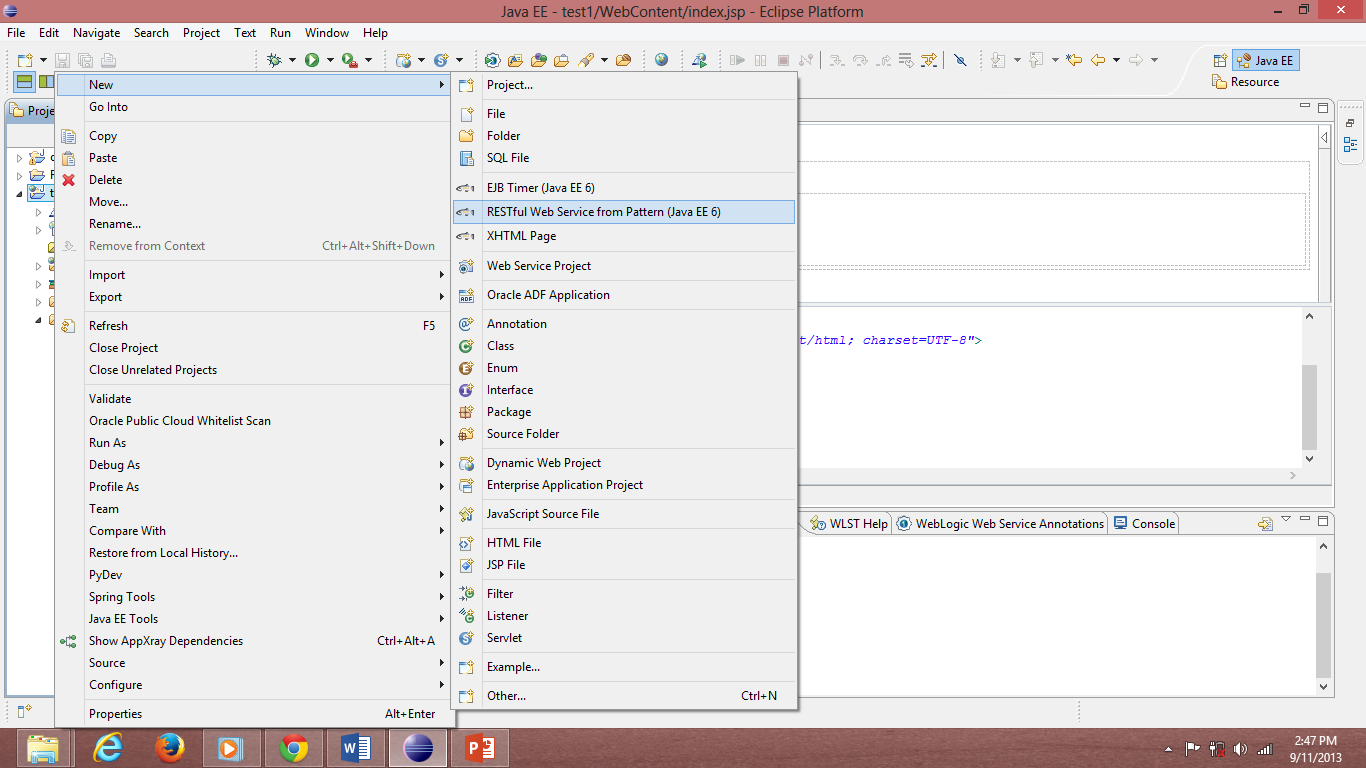 Java EE - test1/WebContent/index.jsp - Eclipse Platform
File Edit Navigate Search Project Text Run Window Help
Java EE
Resource
Proje
New
Go Into
Copy
Paste
Delete
Move...
Rename...
Remove from Context Ctrl+Alt+Shift+Down
Import
Export
Refresh F5
Close Project
Close Unrelated Projects
Validate
Oracle Public Cloud Whitelist Scan
Run As
Debug As
Profile As
Team
Compare With
Restore from Local History...
PyDev
Spring Tools
Java EE Tools
Show AppXray Dependencies Ctrl+Alt+A
Source
Configure
Properties Alt+Enter
Project...
File
Folder
SQL File
EJB Timer (Java EE 6)
RESTful Web Service from Pattern (Java EE 6)
XHTML Page
Web Service Project
Oracle ADF Application
Annotation
Class
Enum
Interface
Package
Source Folder
Dynamic Web Project
Enterprise Application Project
JavaScript Source File
HTML File
JSP File
Filter
Listener
Servlet
Example...
Other... Ctrl+N
t/html; charset=UTF-8">
WLST Help WebLogic Web Service Annotations Console
2:47 PM
9/11/2013